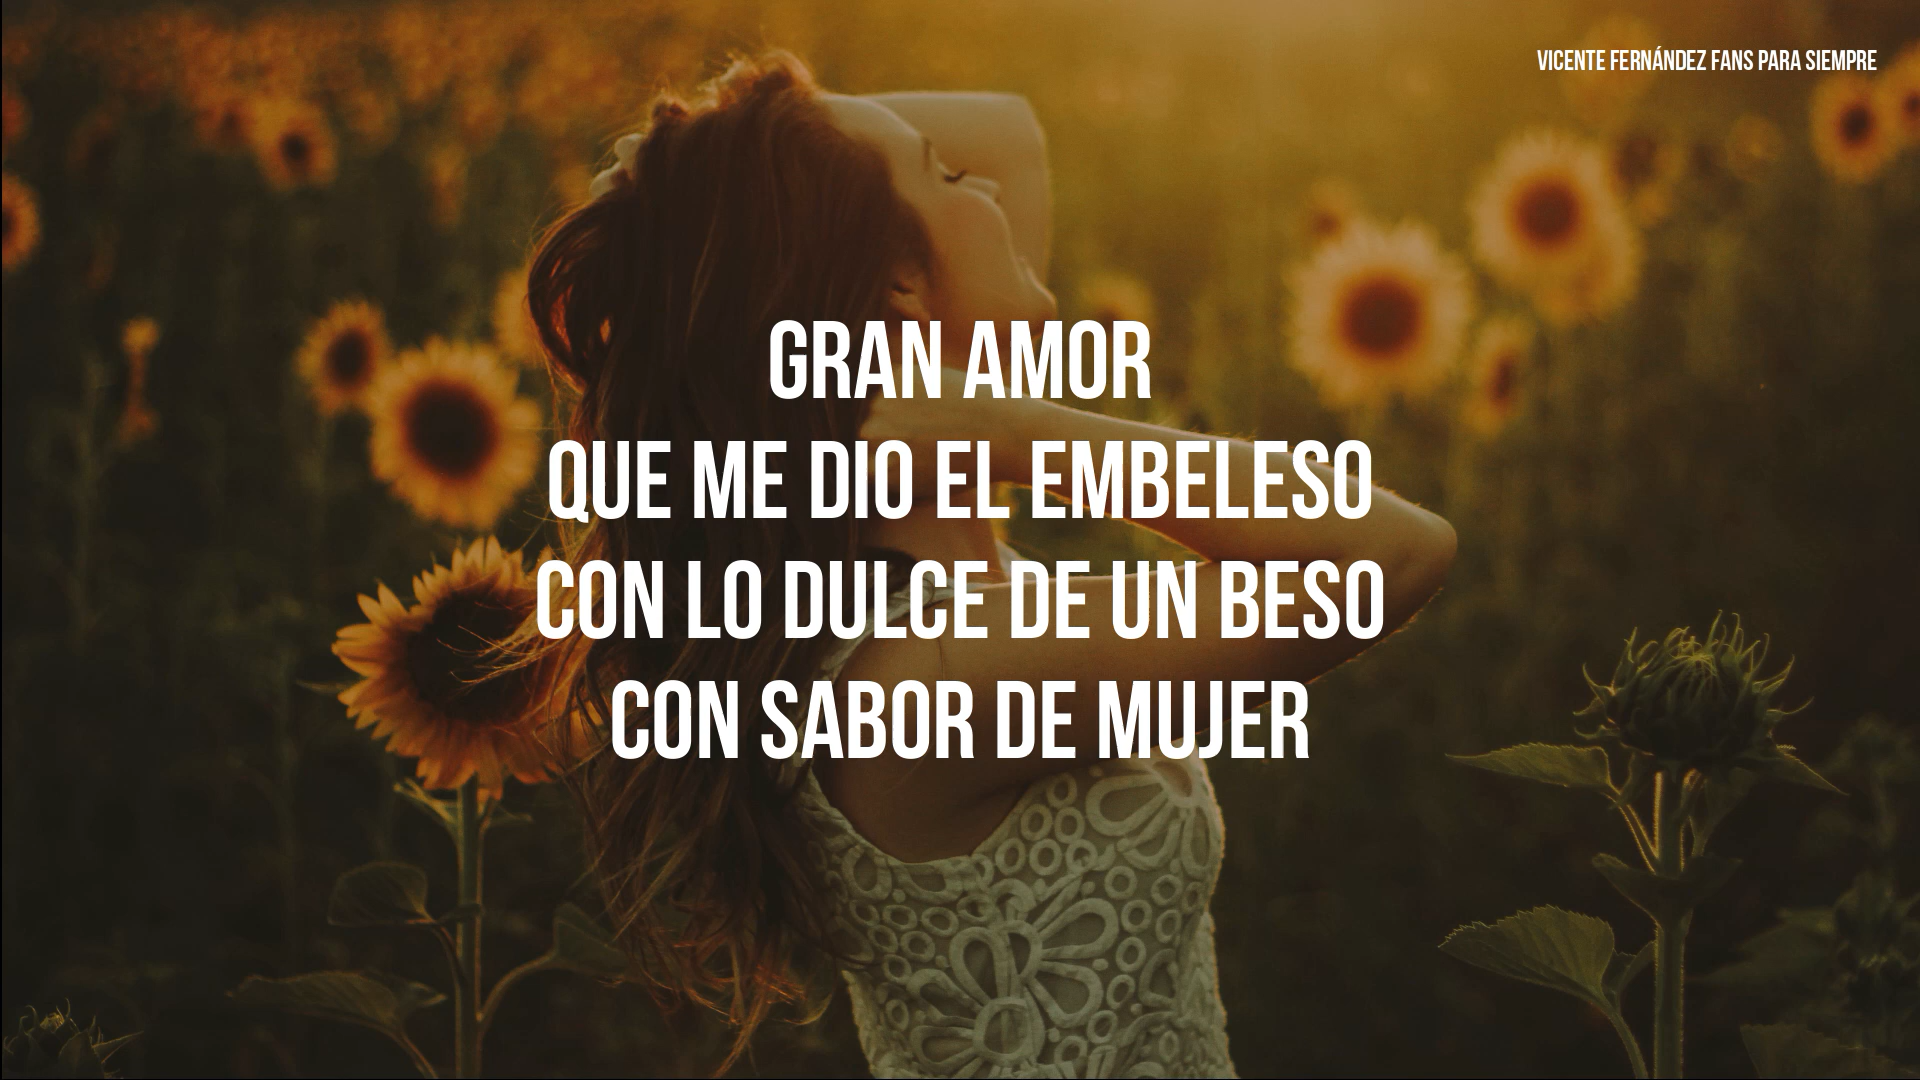 VICENTE FERNÁNDEZ FANS PARA SIEMPRE
GRAN AMOR
QUE ME DIO EL EMBELESO
CON LO DULCE DE UN BESO
CON SABOR DE MUJER